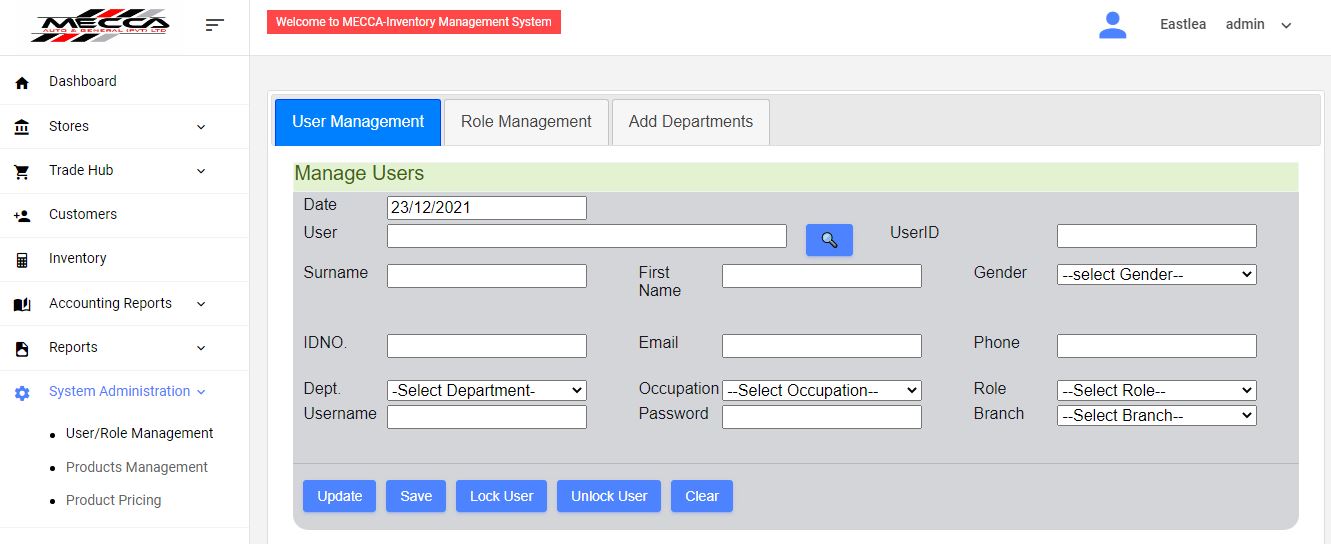 MECCA
AUTO & GENERAL (PVT) LTD
Welcome to MECCA-Inventory Management System
Eastlea admin
Dashboard
Stores
Trade Hub
Customers
Inventory
Accounting Reports
Reports
System Administration
User/Role Management
Products Management
Product Pricing
User Management Role Management Add Departments
Manage Users
Date 23/12/2021
User UserID
Surname First Name Gender --select Gender--
IDNO. Email Phone
Dept. -Select Department- Occupation --Select Occupation-- Role --Select Role--
Username Password Branch --Select Branch--
Update Save Lock User Unlock User Clear